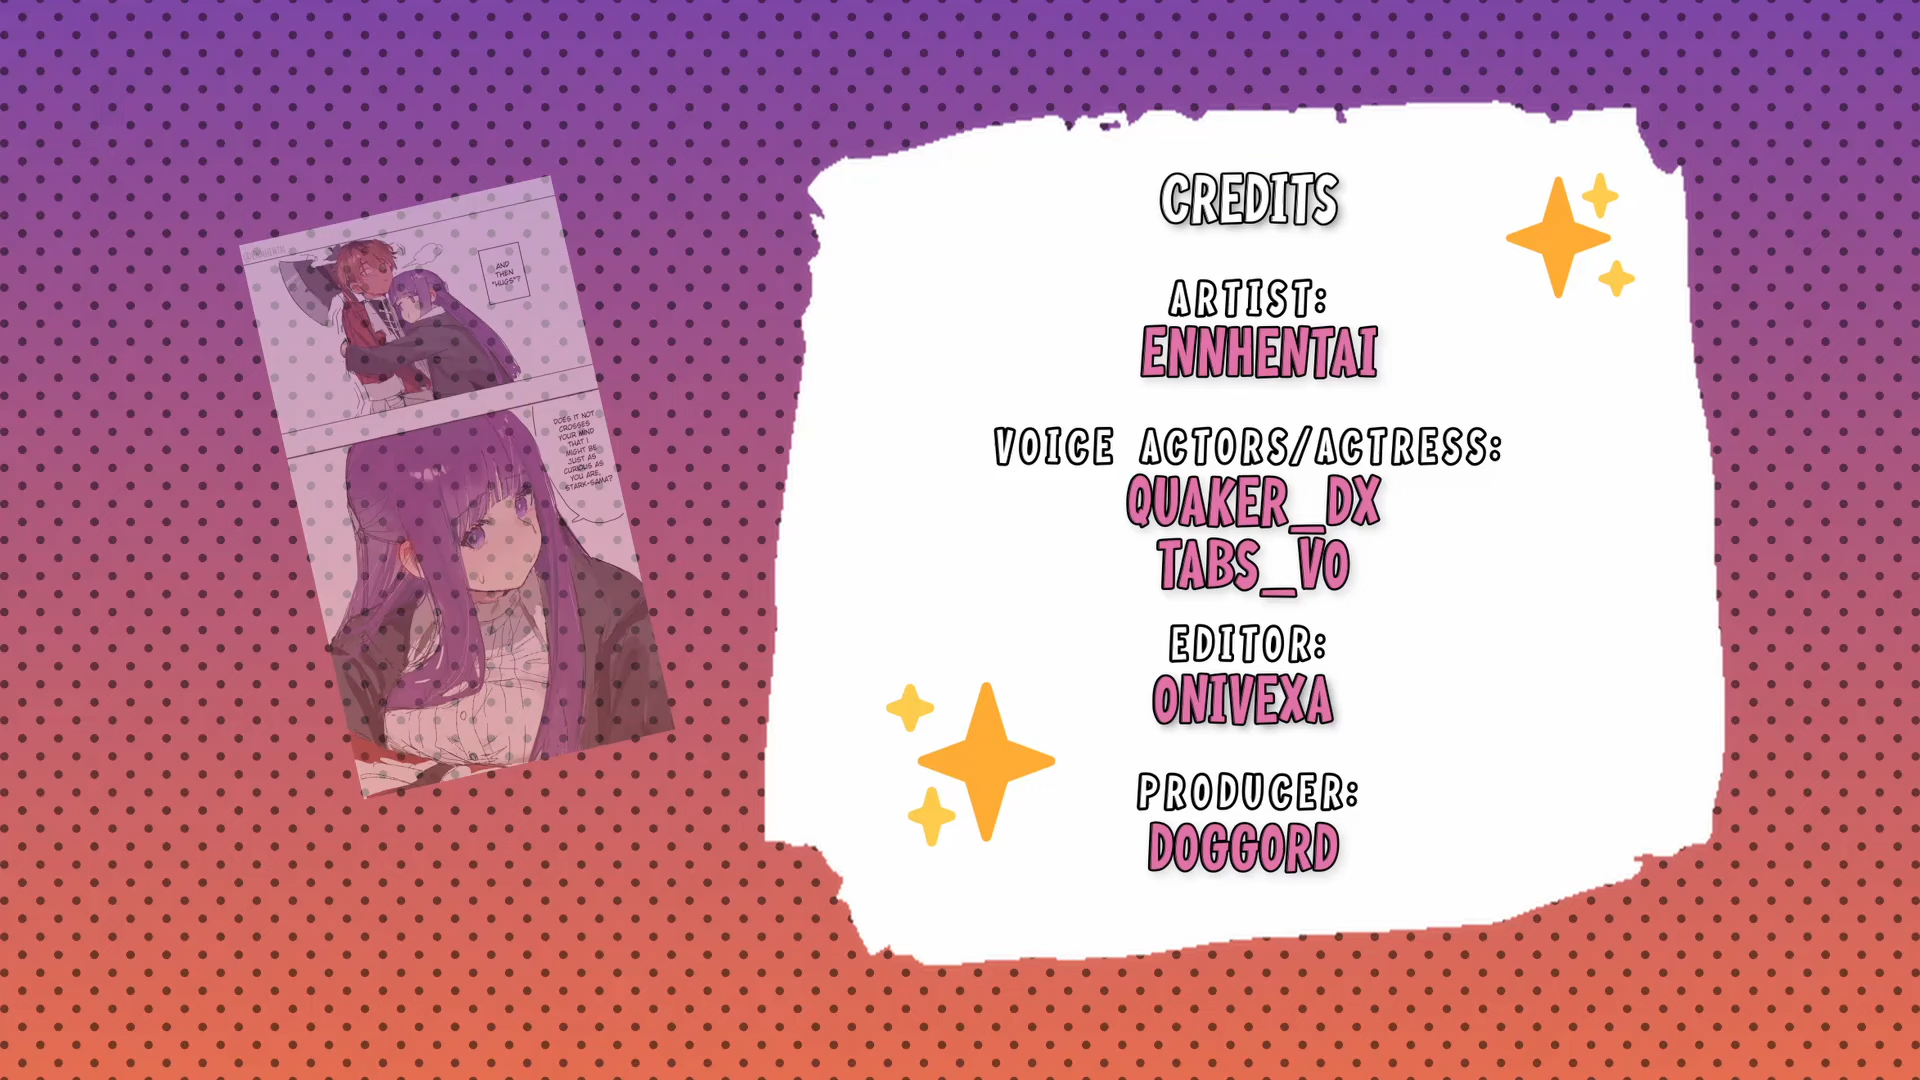 AND
THEN
"HUGS"?
DOES IT NOT
CROSSES
YOUR MIND
THAT I
MIGHT BE
JUST AS
CURIOUS AS
YOU ARE,
STARK-SAMA?
CREDITS
ARTIST:
ENNHENTAI
VOICE ACTORS/ACTRESS:
QUAKER_DX
TABS_VO
EDITOR:
ONIVEXA
PRODUCER:
DOGGORD